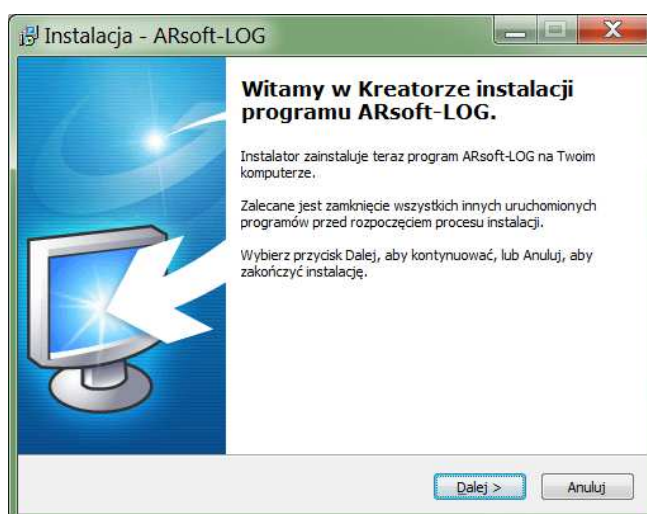 Instalacja - ARsoft-LOG
Witamy w Kreatorze instalacji
programu ARsoft-LOG.
Instalator zainstaluje teraz program ARsoft-LOG na Twoim
komputerze.
Zalecane jest zamknięcie wszystkich innych uruchomionych
programów przed rozpoczęciem procesu instalacji.
Wybierz przycisk Dalej, aby kontynuować, lub Anuluj, aby
zakończyć instalację.
Dalej >
Anuluj